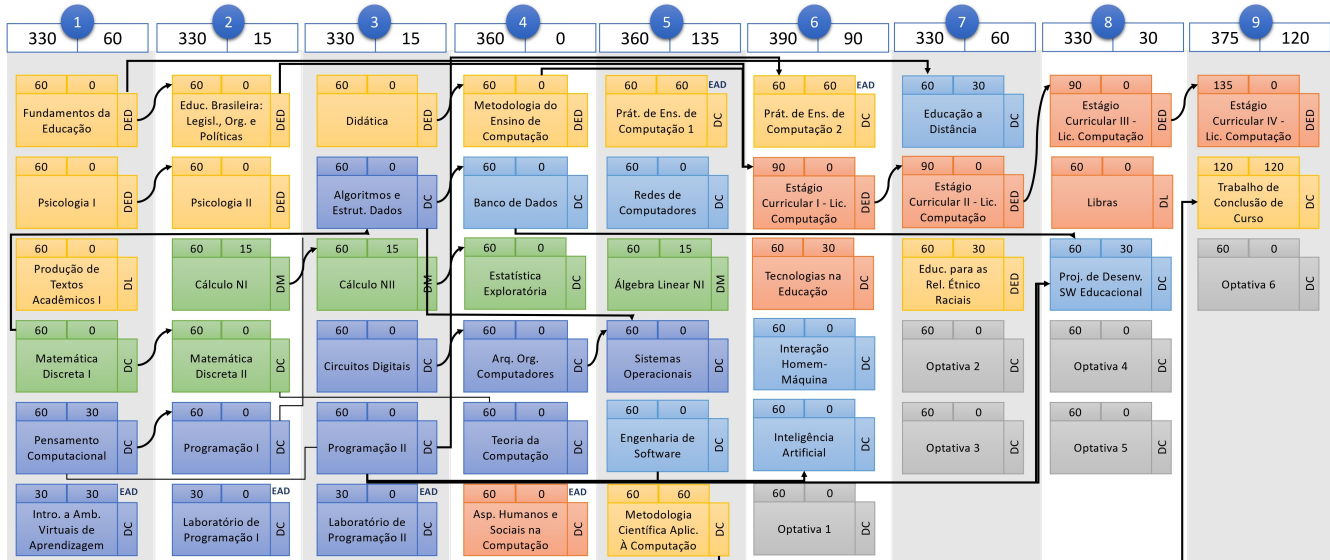 1 2 3 4 5 6 7 8 9
330 60 330 15 330 15 360 0 360 135 390 90 330 60 330 30 375 120
60 0
Fundamentos da
Educação
DED
60 0
Educ. Brasileira:
Legisl., Org. e
Políticas
DED
60 0
Didática
DED
60 0
Metodologia do
Ensino de
Computação
DED
60 60 EAD
Prát. de Ens. de
Computação 1
DC
60 60 EAD
Prát. de Ens. de
Computação 2
DC
60 30
Educação a
Distância
DC
90 0
Estágio
Curricular III -
Lic. Computação
DED
135 0
Estágio
Curricular IV -
Lic. Computação
DED
60 0
Psicologia I
DED
60 0
Psicologia II
DED
60 0
Algoritmos e
Estrut. Dados
DC
60 0
Banco de Dados
DC
60 0
Redes de
Computadores
DC
90 0
Estágio
Curricular I - Lic.
Computação
DED
90 0
Estágio
Curricular II - Lic.
Computação
DED
60 0
Libras
DL
120 120
Trabalho de
Conclusão de
Curso
DC
60 0
Produção de
Textos
Acadêmicos I
DL
60 15
Cálculo NI
DM
60 15
Cálculo NII
DM
60 0
Estatística
Exploratória
DC
60 15
Álgebra Linear NI
DM
60 30
Tecnologias na
Educação
DC
60 30
Educ. para as
Rel. Étnico
Raciais
DED
60 30
Proj. de Desenv.
SW Educacional
DC
60 0
Optativa 6
DC
60 0
Matemática
Discreta I
DC
60 0
Matemática
Discreta II
DC
60 0
Circuitos Digitais
DC
60 0
Arq. Org.
Computadores
DC
60 0
Sistemas
Operacionais
DC
60 0
Interação
Homem-
Máquina
DC
60 0
Optativa 2
DC
60 0
Optativa 4
DC
60 30
Pensamento
Computacional
DC
60 0
Programação I
DC
60 0
Programação II
DC
60 0
Teoria da
Computação
DC
60 0
Engenharia de
Software
DC
60 0
Inteligência
Artificial
DC
60 0
Optativa 3
DC
60 0
Optativa 5
DC
30 30 EAD
Intro. a Amb.
Virtuais de
Aprendizagem
DC
30 0 EAD
Laboratório de
Programação I
DC
30 0 EAD
Laboratório de
Programação II
DC
60 0 EAD
Asp. Humanos e
Sociais na
Computação
DC
60 60
Metodologia
Científica Aplic.
À Computação
DC
60 0
Optativa 1
DC